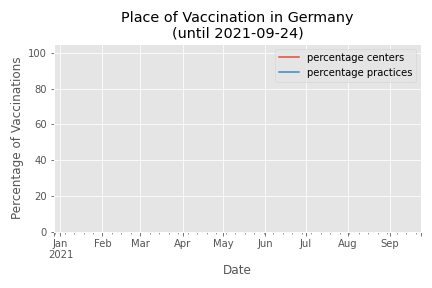 Place of Vaccination in Germany
(until 2021-09-24)
percentage centers
percentage practices
Percentage of Vaccinations
100
80
60
40
20
0
Jan Feb Mar Apr May Jun Jul Aug Sep
2021
Date